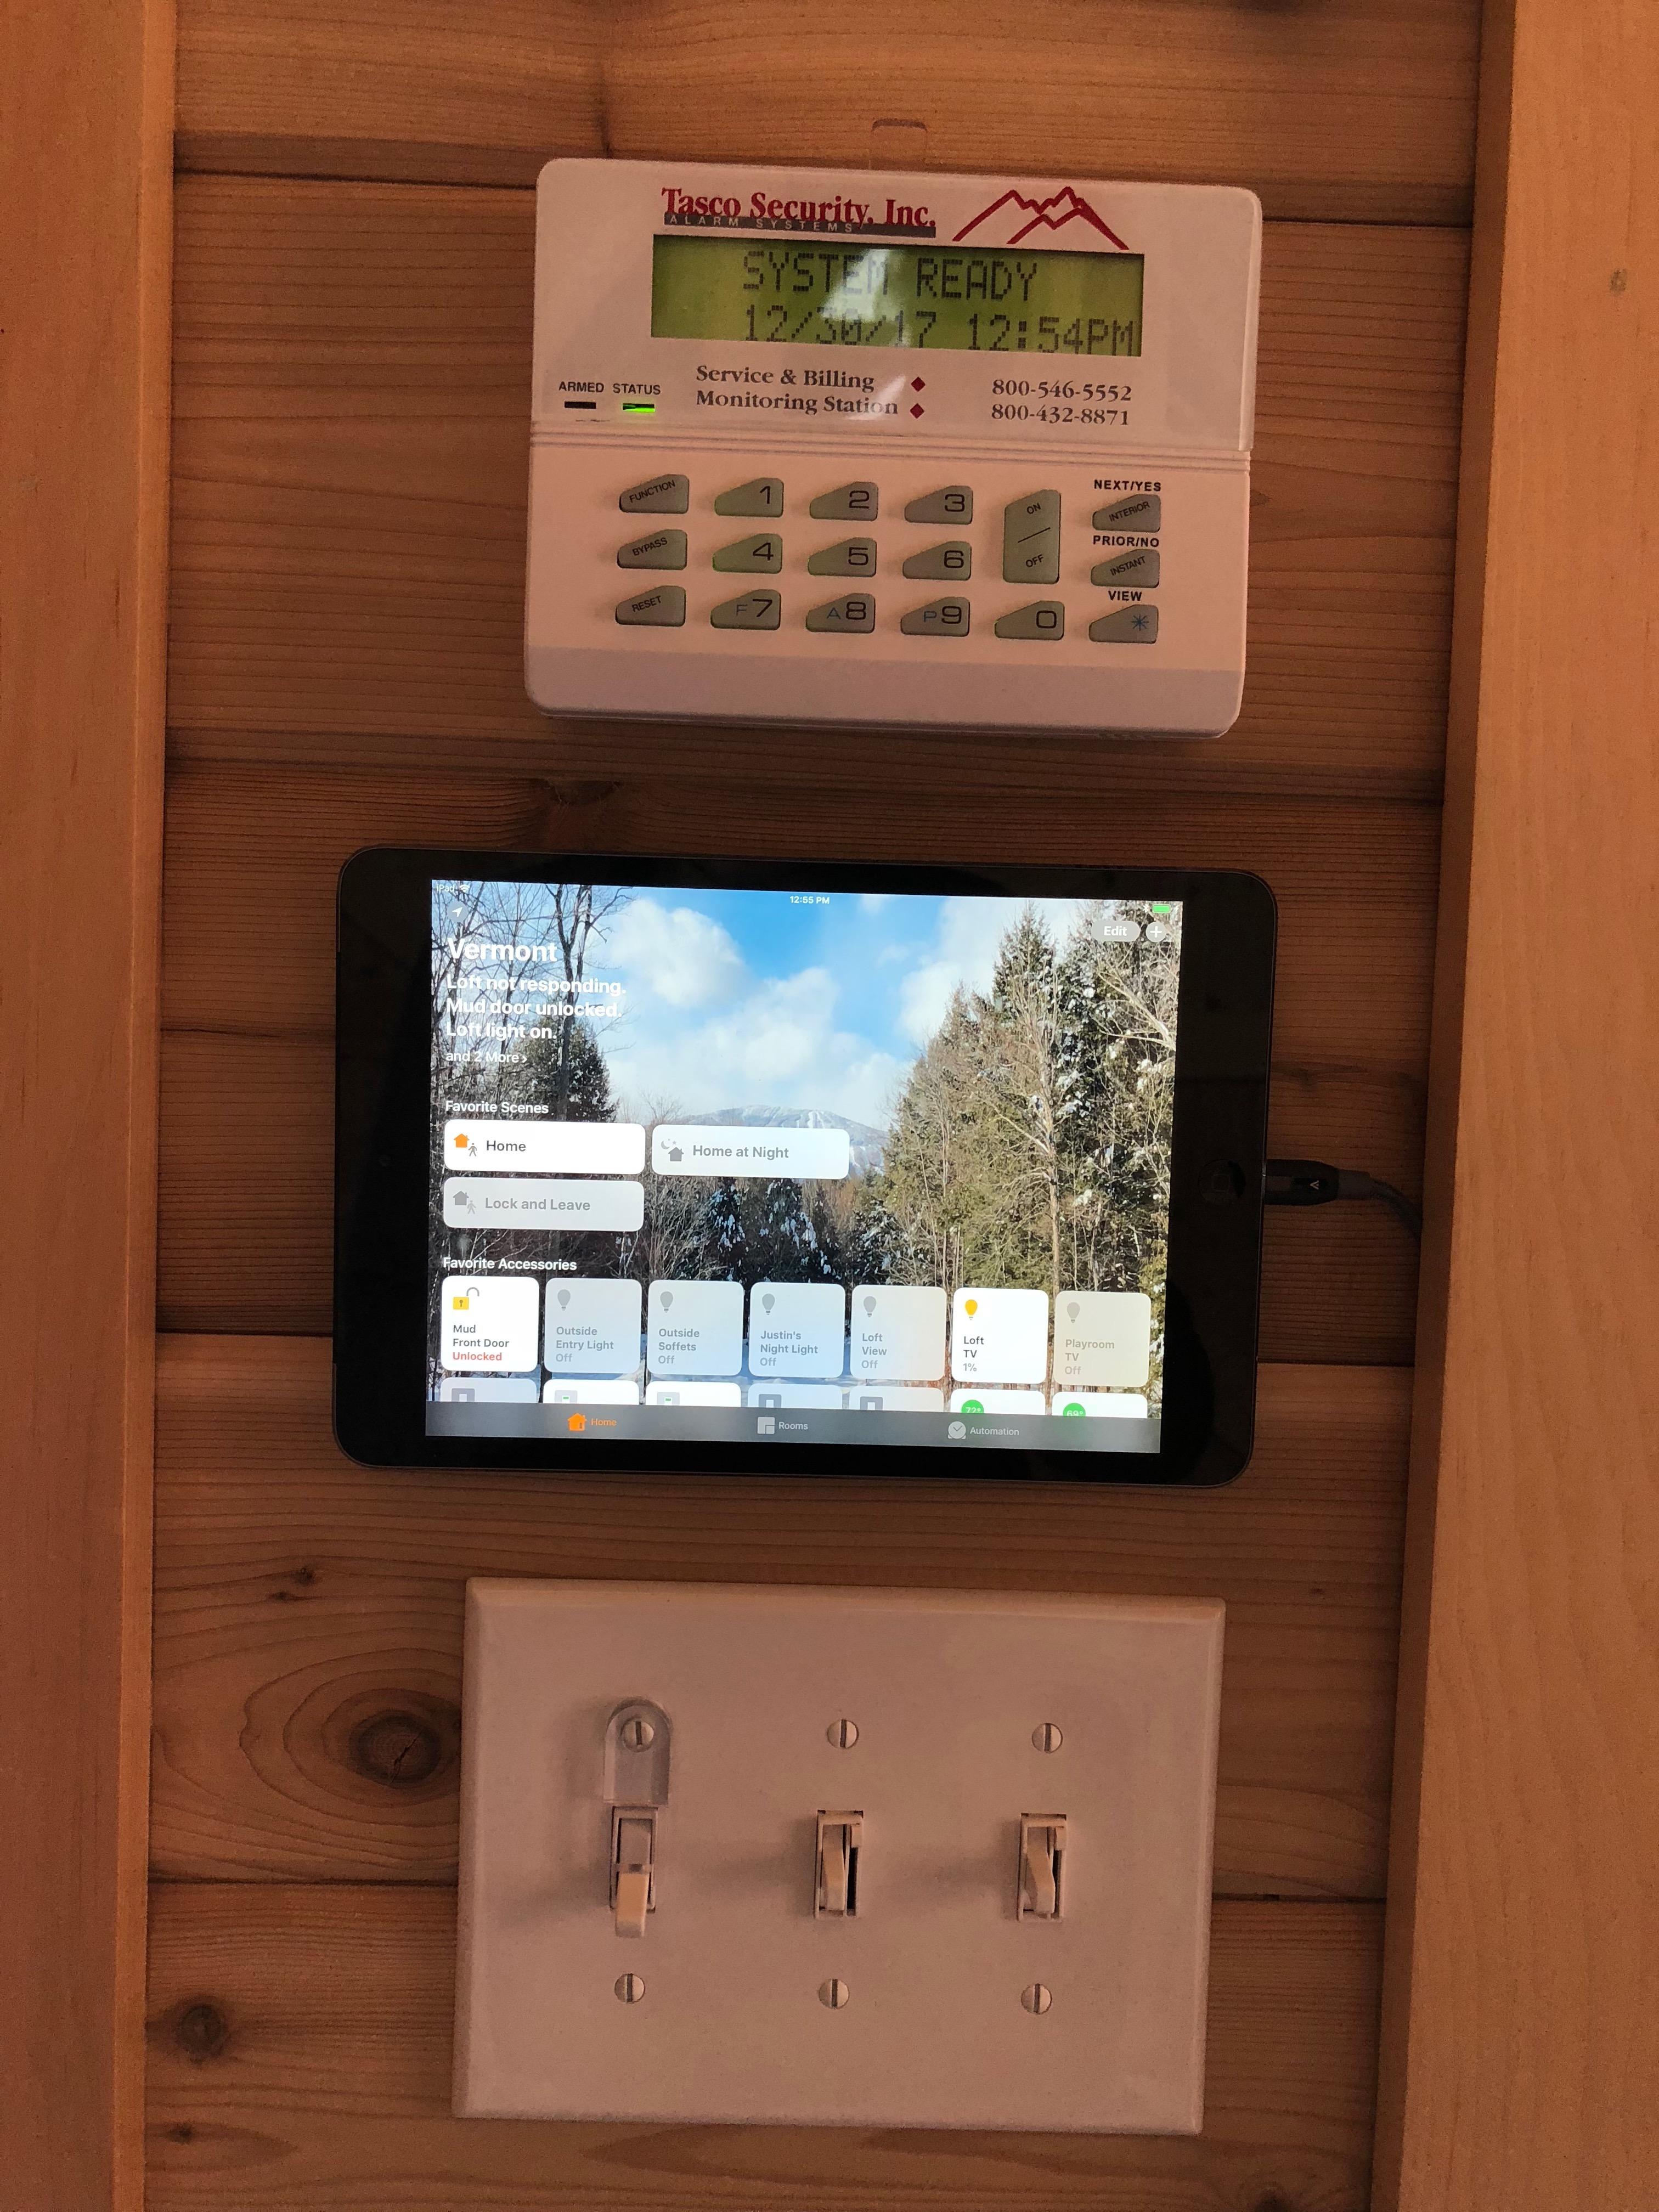 Tasco Security, Inc.
ALARM SYSTEMS
SYSTEM READY
12/30/17 12:54PM
ARMED STATUS
Service & Billing 800-546-5552
Monitoring Station 800-432-8871
FUNCTION 1 2 3 ON OFF NEXT/YES INTERIOR
BYPASS 4 5 6 PRIOR/NO INSTANT
RESET F7 A8 P9 0 VIEW *
iPad 12:55 PM
Edit +
Vermont
Loft not responding.
Mud door unlocked.
Loft light on.
and 2 More ›
Favorite Scenes
Home
Home at Night
Lock and Leave
Favorite Accessories
Mud
Front Door
Unlocked
Outside
Entry Light
Off
Outside
Soffets
Off
Justin's
Night Light
Off
Loft
View
Off
Loft
TV
1%
Playroom
TV
Off
72°
69°
Home Rooms Automation